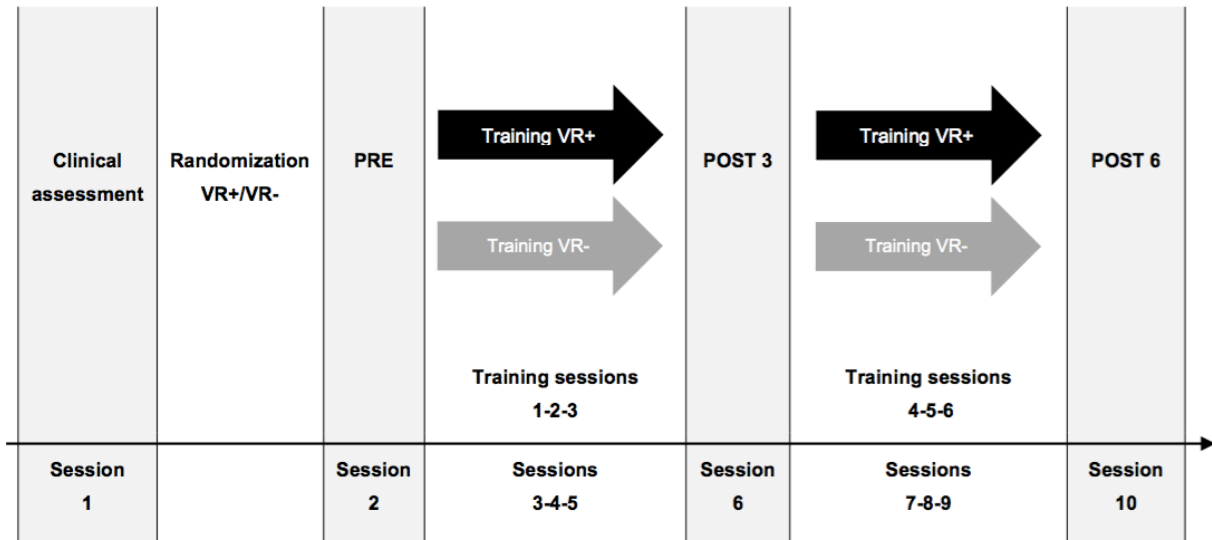 Clinical
assessment
Randomization
VR+/VR-
PRE
Training VR+
Training VR-
Training sessions
1-2-3
POST 3
Training VR+
Training VR-
Training sessions
4-5-6
POST 6
Session
1
Session
2
Sessions
3-4-5
Session
6
Sessions
7-8-9
Session
10